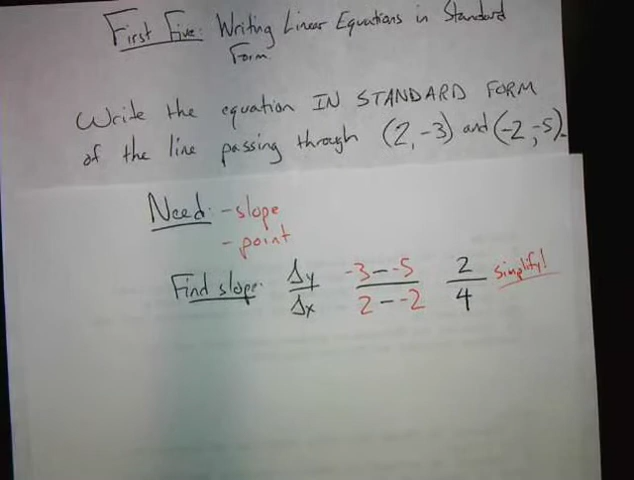 First Five: Writing Linear Equations in Standard
Form
Write the equation IN STANDARD FORM
of the line passing through (2,-3) and (-2,-5).
Need: -slope
-point
Find slope: Δy/Δx -3--5/2--2 2/4 simplify!